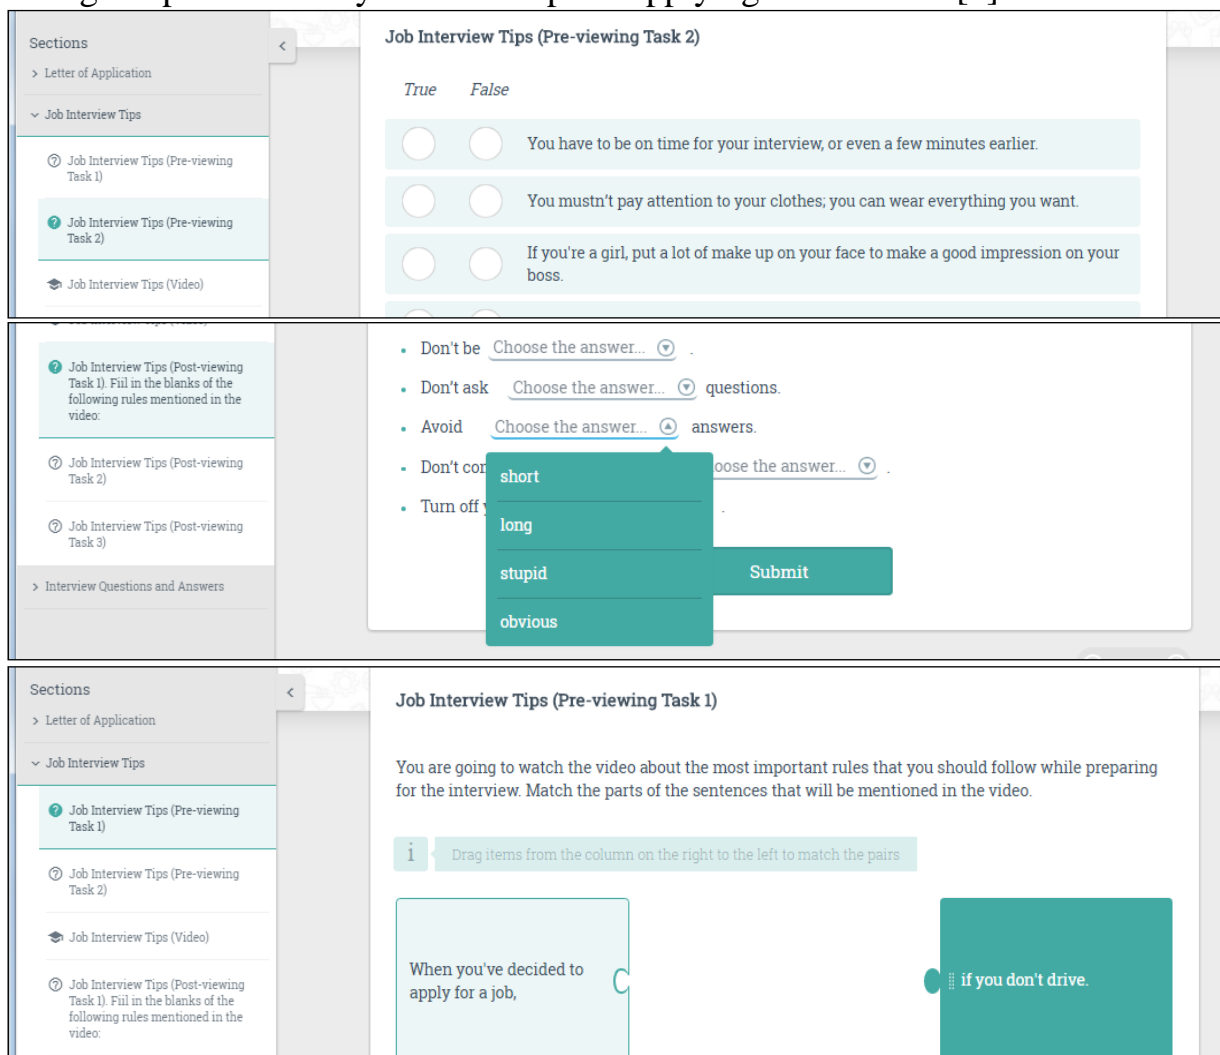 Sections
Letter of Application
Job Interview Tips
Job Interview Tips (Pre-viewing
Task 1)
Job Interview Tips (Pre-viewing
Task 2)
Job Interview Tips (Video)
Job Interview Tips (Pre-viewing Task 2)
True False
You have to be on time for your interview, or even a few minutes earlier.
You mustn't pay attention to your clothes; you can wear everything you want.
If you're a girl, put a lot of make up on your face to make a good impression on your
boss.
Job Interview Tips (Post-viewing
Task 1). Fiil in the blanks of the
following rules mentioned in the
video:
Job Interview Tips (Post-viewing
Task 2)
Job Interview Tips (Post-viewing
Task 3)
Interview Questions and Answers
Don't be Choose the answer... .
Don't ask Choose the answer... questions.
Avoid Choose the answer... answers.
Don't the answer... .
Turn off .
short
long
stupid
obvious
Submit
Sections
Letter of Application
Job Interview Tips
Job Interview Tips (Pre-viewing
Task 1)
Job Interview Tips (Pre-viewing
Task 2)
Job Interview Tips (Video)
Job Interview Tips (Post-viewing
Task 1). Fiil in the blanks of the
following rules mentioned in the
video:
Job Interview Tips (Pre-viewing Task 1)
You are going to watch the video about the most important rules that you should follow while preparing
for the interview. Match the parts of the sentences that will be mentioned in the video.
i Drag items from the column on the right to the left to match the pairs
When you've decided to
apply for a job,
if you don't drive.